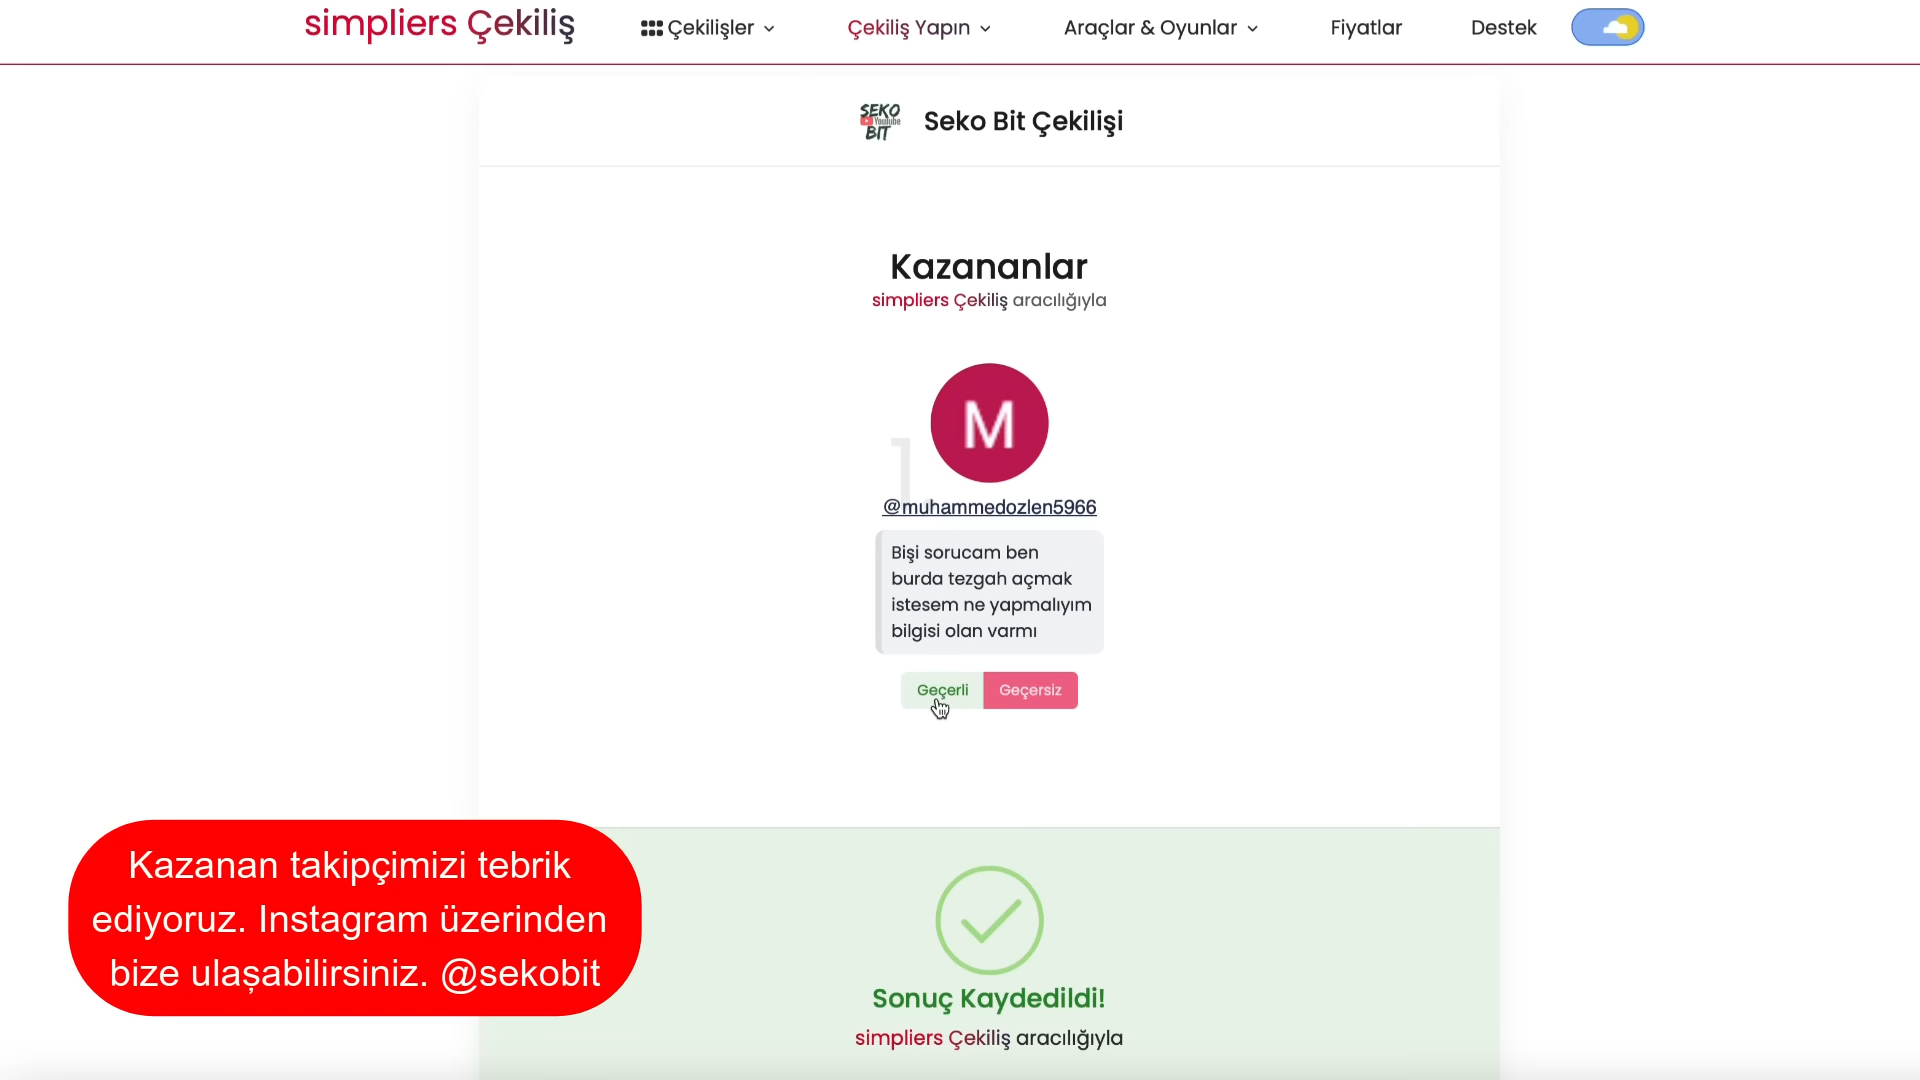 simpliers Çekiliş
Çekilişler
Çekiliş Yapın
Araçlar & Oyunlar
Fiyatlar
Destek
SEKO
Youtube
BIT
Seko Bit Çekilişi
Kazananlar
simpliers Çekiliş aracılığıyla
M
1.
@muhammedozlen5966
Bişi sorucam ben
burda tezgah açmak
istesem ne yapmalıyım
bilgisi olan varmı
Geçerli
Geçersiz
Kazanan takipçimizi tebrik
ediyoruz. Instagram üzerinden
bize ulaşabilirsiniz. @sekobit
Sonuç Kaydedildi!
simpliers Çekiliş aracılığıyla